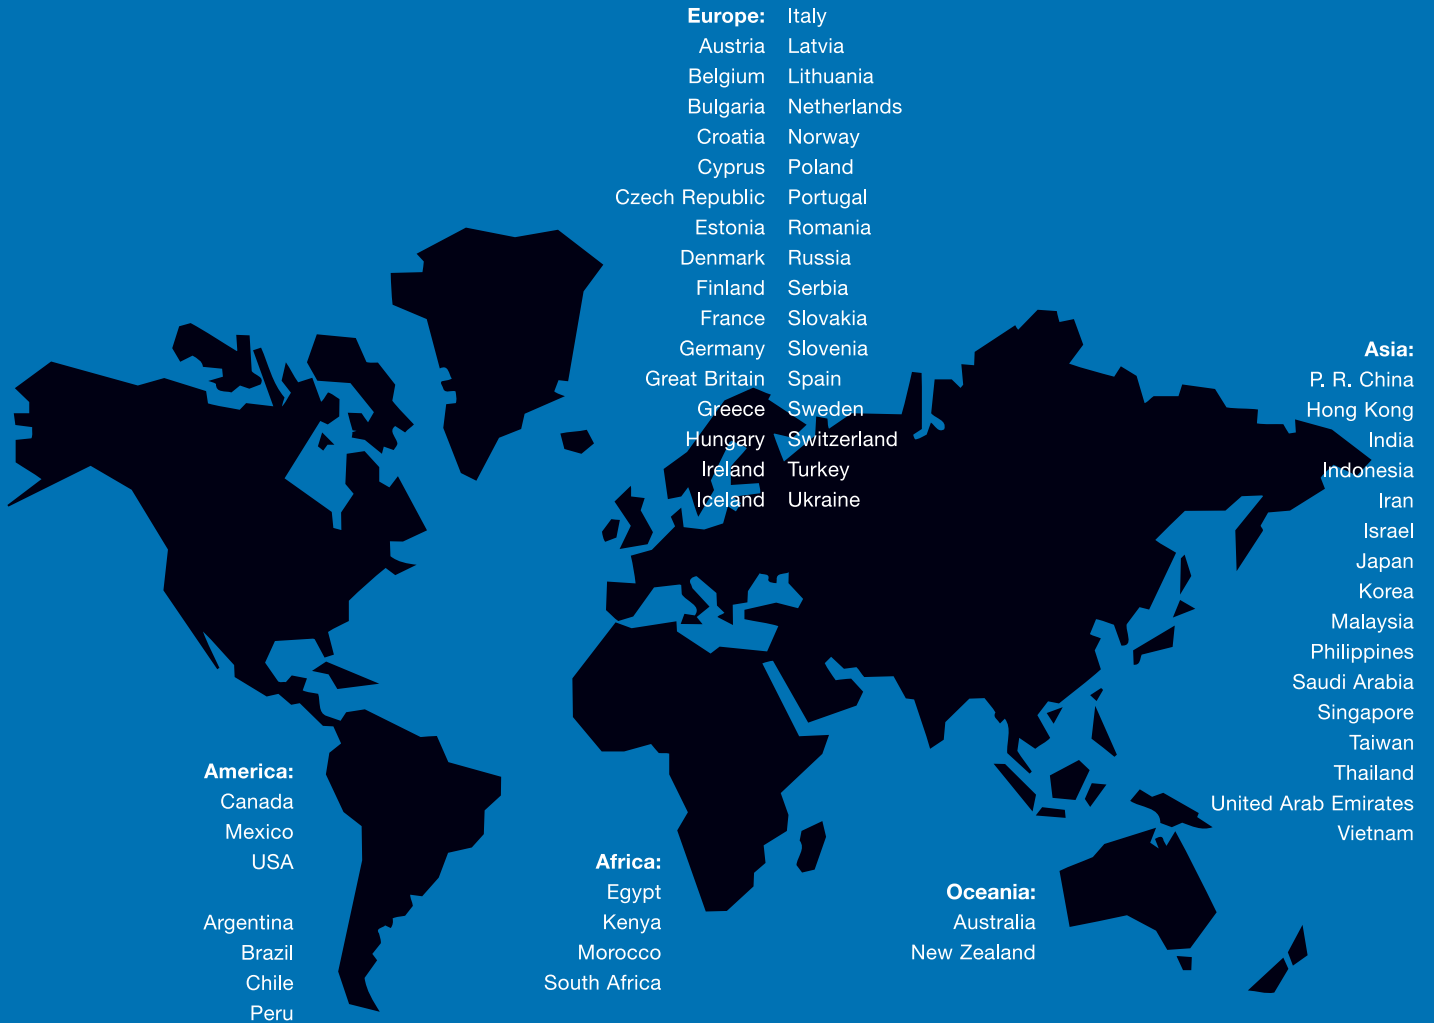 Europe:
Austria
Belgium
Bulgaria
Croatia
Cyprus
Czech Republic
Estonia
Denmark
Finland
France
Germany
Great Britain
Greece
Hungary
Ireland
Iceland
Italy
Latvia
Lithuania
Netherlands
Norway
Poland
Portugal
Romania
Russia
Serbia
Slovakia
Slovenia
Spain
Sweden
Switzerland
Turkey
Ukraine
Asia:
P. R. China
Hong Kong
India
Indonesia
Iran
Israel
Japan
Korea
Malaysia
Philippines
Saudi Arabia
Singapore
Taiwan
Thailand
United Arab Emirates
Vietnam
America:
Canada
Mexico
USA
Argentina
Brazil
Chile
Peru
Africa:
Egypt
Kenya
Morocco
South Africa
Oceania:
Australia
New Zealand